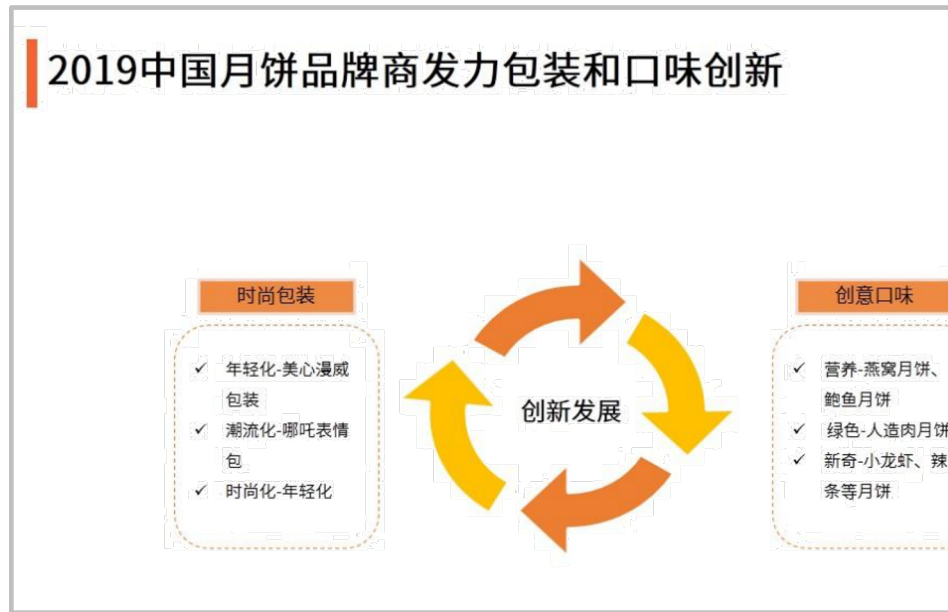 2019中国月饼品牌商发力包装和口味创新
时尚包装
年轻化-美心漫威
包装
潮流化-哪吒表情
包
时尚化-年轻化
创新发展
创意口味
营养-燕窝月饼、
鲍鱼月饼
绿色-人造肉月饼
新奇-小龙虾、辣
条等月饼